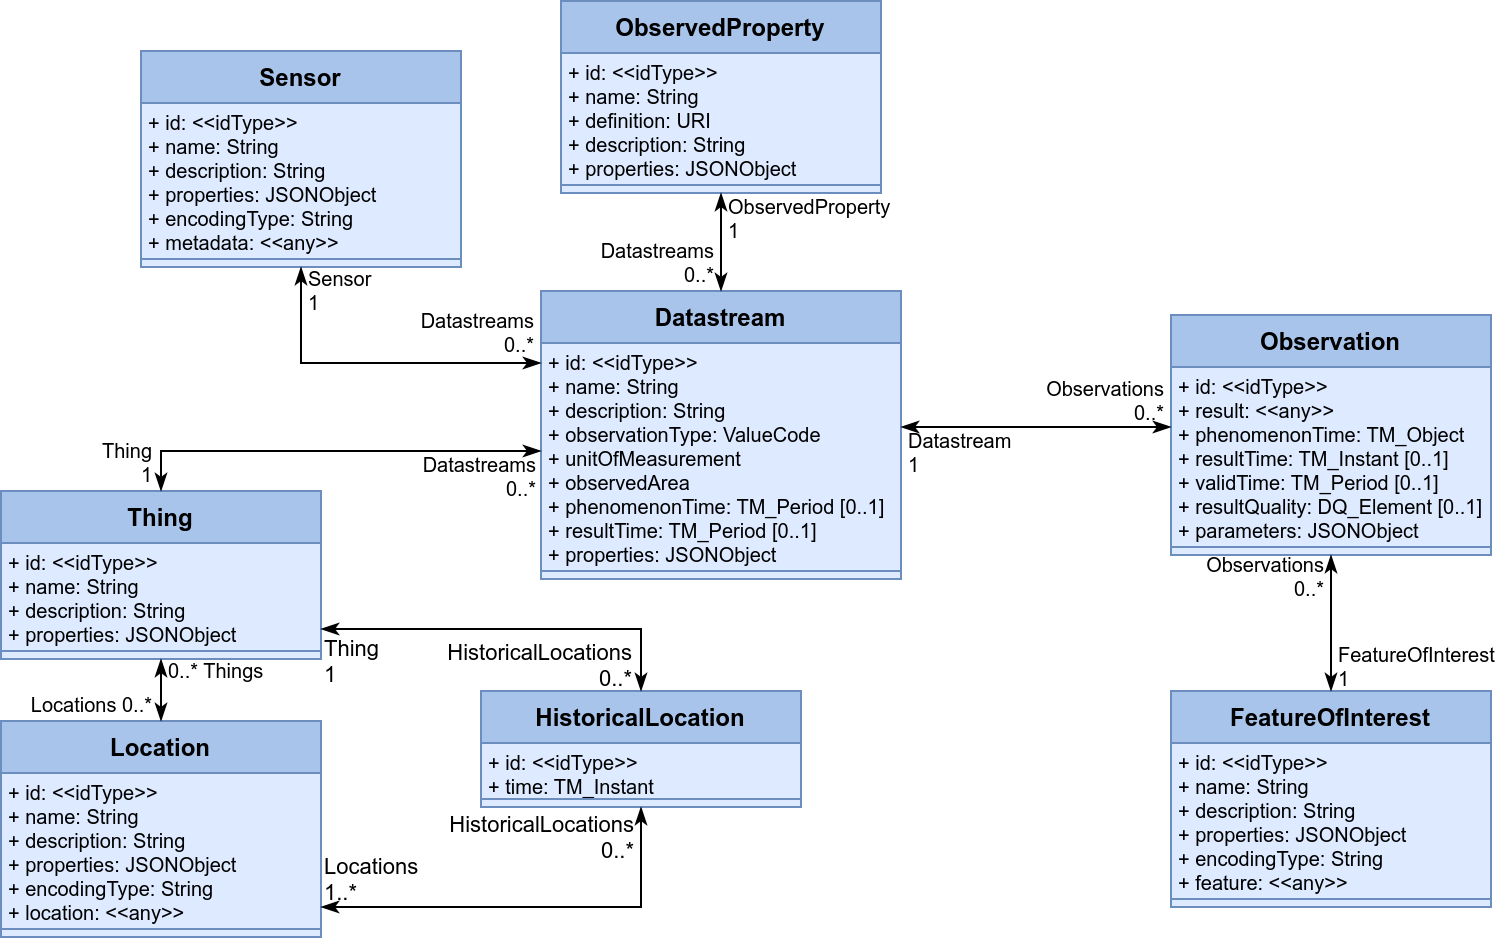 ObservedProperty
+ id: <<idType>>
+ name: String
+ definition: URI
+ description: String
+ properties: JSONObject
Sensor
+ id: <<idType>>
+ name: String
+ description: String
+ properties: JSONObject
+ encodingType: String
+ metadata: <<any>>
ObservedProperty
1
Datastreams
0..*
Sensor
1
Datastreams
0..*
Datastream
+ id: <<idType>>
+ name: String
+ description: String
+ observationType: ValueCode
+ unitOfMeasurement
+ observedArea
+ phenomenonTime: TM_Period [0..1]
+ resultTime: TM_Period [0..1]
+ properties: JSONObject
Observations
0..*
Datastream
1
Observation
+ id: <<idType>>
+ result: <<any>>
+ phenomenonTime: TM_Object
+ resultTime: TM_Instant [0..1]
+ validTime: TM_Period [0..1]
+ resultQuality: DQ_Element [0..1]
+ parameters: JSONObject
Thing
1
Datastreams
0..*
Thing
+ id: <<idType>>
+ name: String
+ description: String
+ properties: JSONObject
Observations
0..*
FeatureOfInterest
1
Thing
1
HistoricalLocations
0..*
0..* Things
Locations 0..*
HistoricalLocation
+ id: <<idType>>
+ time: TM_Instant
FeatureOfInterest
+ id: <<idType>>
+ name: String
+ description: String
+ properties: JSONObject
+ encodingType: String
+ feature: <<any>>
Location
+ id: <<idType>>
+ name: String
+ description: String
+ properties: JSONObject
+ encodingType: String
+ location: <<any>>
HistoricalLocations
0..*
Locations
1..*